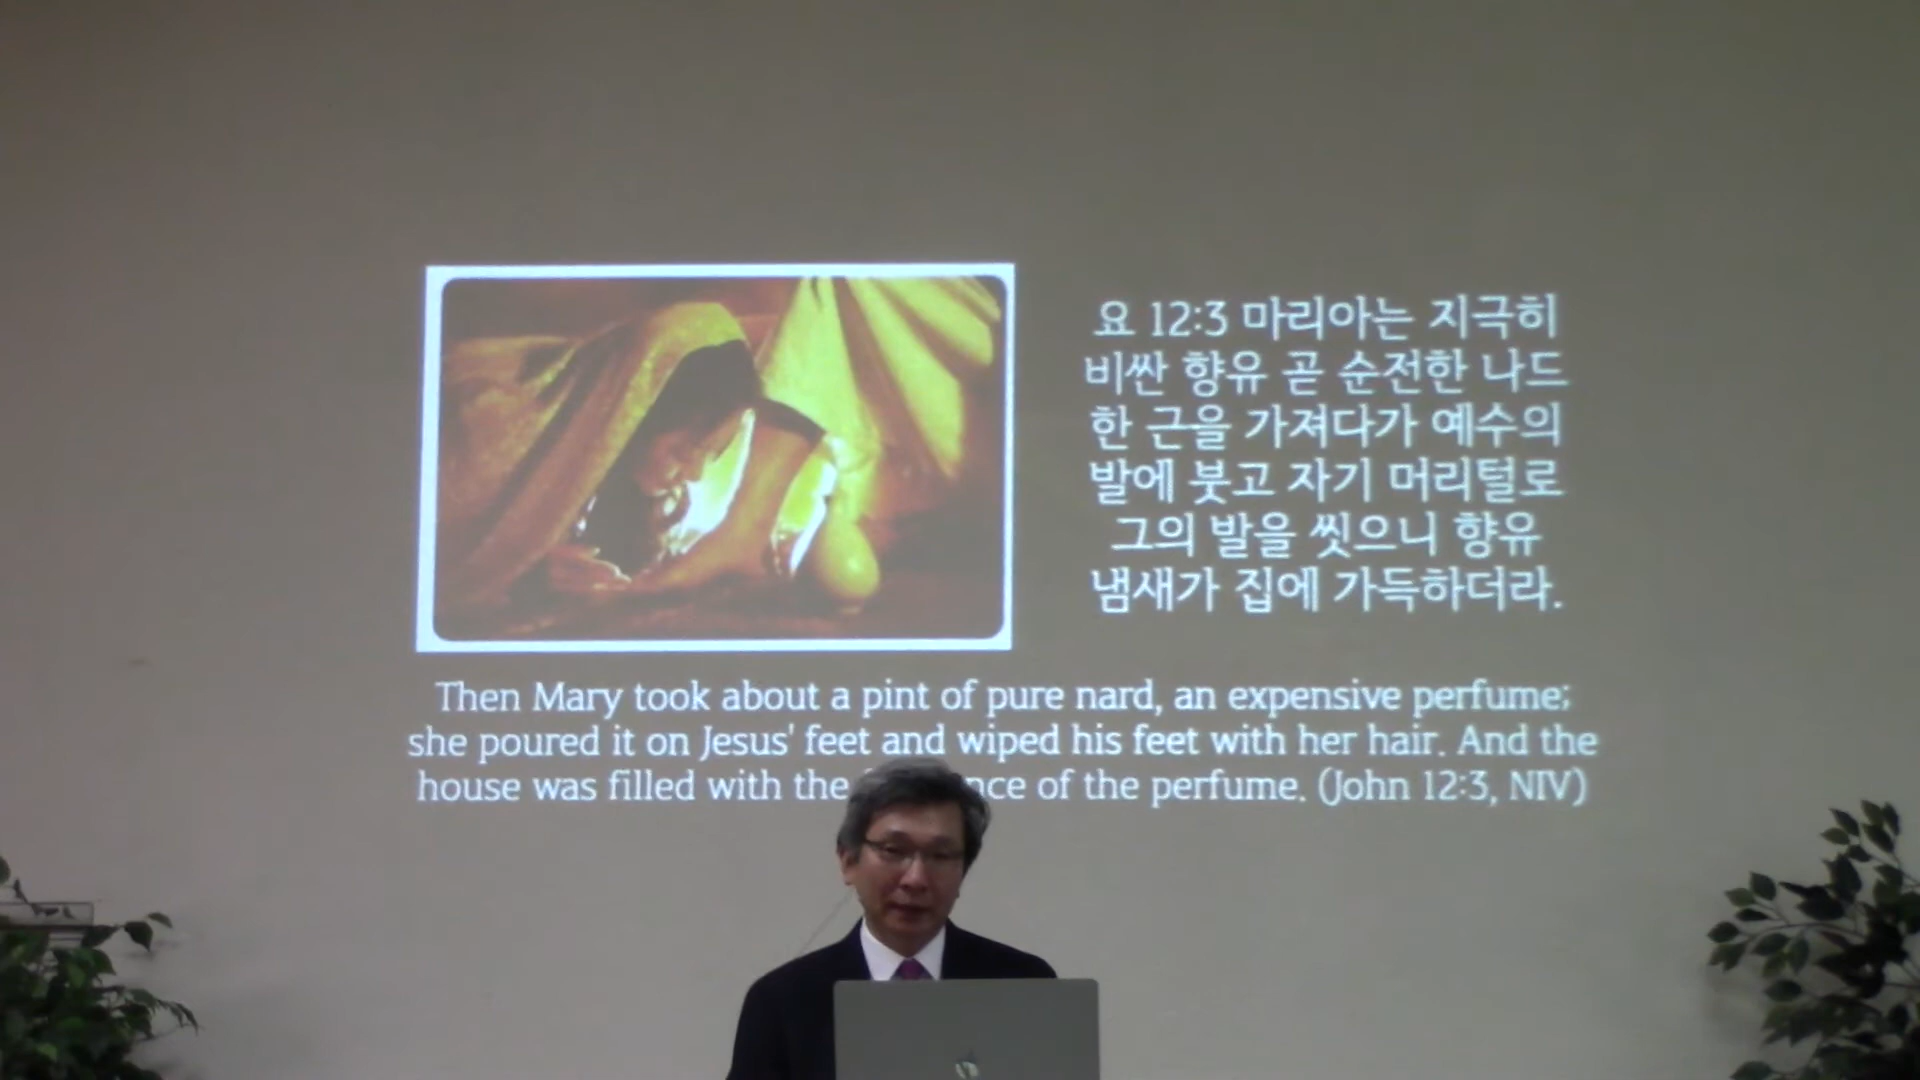 요 12:3 마리아는 지극히
비싼 향유 곧 순전한 나드
한 근을 가져다가 예수의
발에 붓고 자기 머리털로
그의 발을 씻으니 향유
냄새가 집에 가득하더라.
Then Mary took about a pint of pure nard, an expensive perfume;
she poured it on Jesus' feet and wiped his feet with her hair. And the
house was filled with the of the perfume. (John 12:3, NIV)